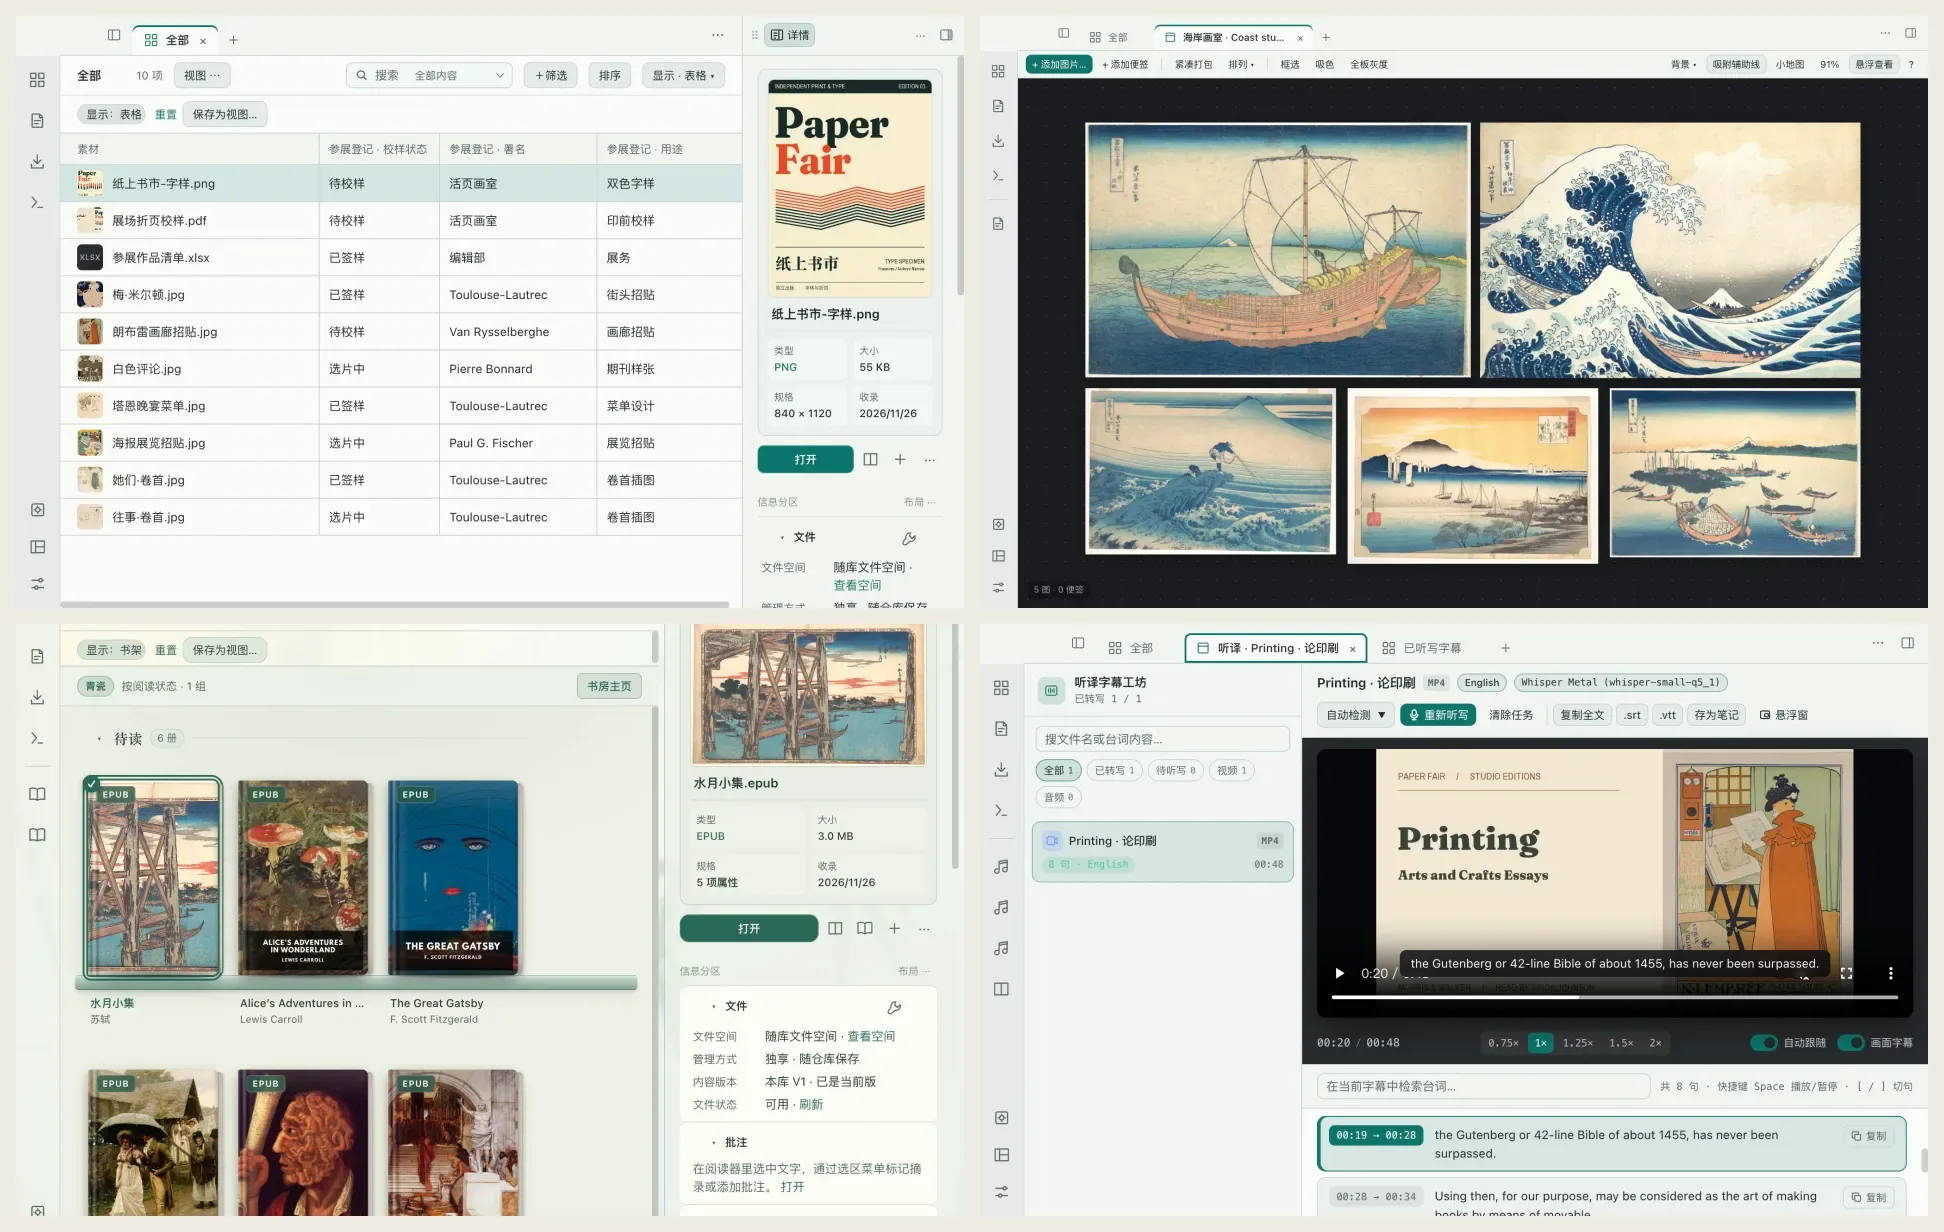 全部 ×
全部 10 项 视图 ···
搜索 全部内容
+筛选 排序 显示 · 表格
显示: 表格 重置 保存为视图...
素材 参展登记 · 校样状态 参展登记 · 署名 参展登记 · 用途
纸上书市-字样.png 待校样 活页画室 双色字样
展场折页校样.pdf 待校样 活页画室 印前校样
XLSX 参展作品清单.xlsx 已签样 编辑部 展务
梅·米尔顿.jpg 已签样 Toulouse-Lautrec 街头招贴
朗布雷画廊招贴.jpg 待校样 Van Rysselberghe 画廊招贴
白色评论.jpg 选片中 Pierre Bonnard 期刊样张
塔恩晚宴菜单.jpg 已签样 Toulouse-Lautrec 菜单设计
海报展览招贴.jpg 选片中 Paul G. Fischer 展览招贴
她们·卷首.jpg 已签样 Toulouse-Lautrec 卷首插图
往事·卷首.jpg 选片中 Toulouse-Lautrec 卷首插图
详情
INDEPENDENT PRINT & TYPE EDITION 03
Paper
Fair
纸上书市
TYPE SPECIMEN
纸上书市-字样.png
类型 大小
PNG 55 KB
规格 收录
840 × 1120 2026/11/26
打开
信息分区 布局 ···
文件
文件空间 随库文件空间 ·
查看空间
管理方式 独享 · 随仓库保存
全部 海岸画室 · Coast stu... ×
+ 添加图片... + 添加便签 紧凑打包 排列 框选 吸色 全板灰度
背景 吸附辅助线 小地图 91% 悬浮查看 ?
5 图 · 0 便签
显示: 书架 重置 保存为视图...
青瓷 按阅读状态 · 1 组 书房主页
待读 6 册
EPUB
EPUB
EPUB
ALICE'S ADVENTURES
IN WONDERLAND
LEWIS CARROLL
THE GREAT GATSBY
F. SCOTT FITZGERALD
水月小集 Alice's Adventures in ... The Great Gatsby
苏轼 Lewis Carroll F. Scott Fitzgerald
EPUB
EPUB
EPUB
水月小集.epub
类型 大小
EPUB 3.0 MB
规格 收录
5 项属性 2026/11/26
打开
信息分区 布局 ···
文件
文件空间 随库文件空间 · 查看空间
管理方式 独享 · 随仓库保存
内容版本 本库 V1 · 已是当前版
文件状态 可用 · 刷新
批注
在阅读器里选中文字，通过选区菜单标记摘
录或添加批注。 打开
全部 听译 · Printing · 论印刷 × 已听写字幕
听译字幕工坊
已转写 1 / 1
搜文件名或台词内容...
全部 1 已转写 1 待听写 0 视频 1
音频 0
Printing · 论印刷 MP4
8 句 · English 00:48
Printing · 论印刷 MP4 English Whisper Metal (whisper-small-q5_1)
自动检测 ▼ 重新听写 清除任务 复制全文 .srt .vtt 存为笔记 悬浮窗
PAPER FAIR / STUDIO EDITIONS
Printing
Arts and Crafts Essays
the Gutenberg or 42-line Bible of about 1455, has never been surpassed.
0:20 /
00:20 / 00:48 0.75× 1× 1.25× 1.5× 2× 自动跟随 画面字幕
在当前字幕中检索台词... 共 8 句 · 快捷键 Space 播放/暂停 · [ / ] 切句
00:19 → 00:28 the Gutenberg or 42-line Bible of about 1455, has never been 复制
surpassed.
00:28 → 00:34 Using then, for our purpose, may be considered as the art of making 复制
books by means of movable